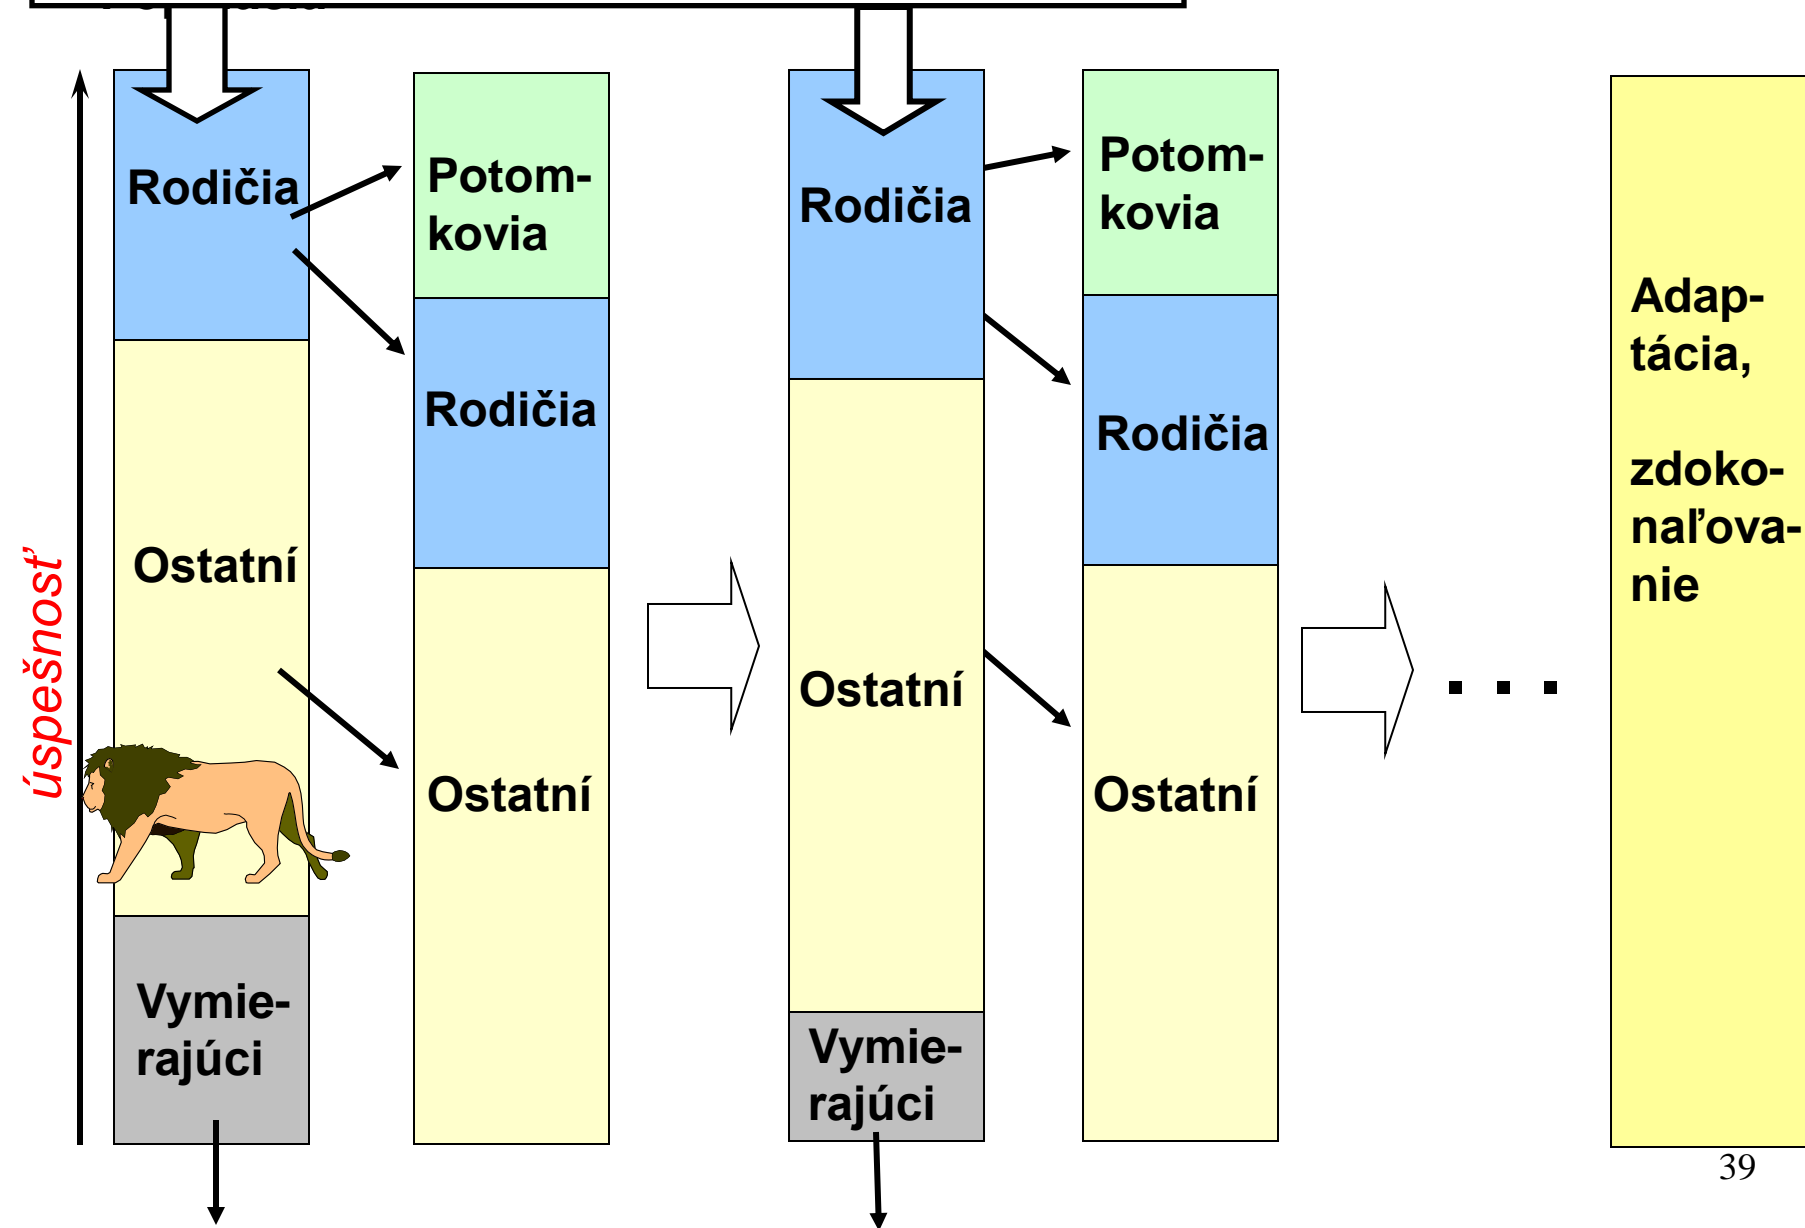 úspešnosť
Rodičia
Ostatní
Vymie-
rajúci
Potom-
kovia
Rodičia
Ostatní
Rodičia
Ostatní
Vymie-
rajúci
Potom-
kovia
Rodičia
Ostatní
. . .
Adap-
tácia,
zdoko-
naľova-
nie
39